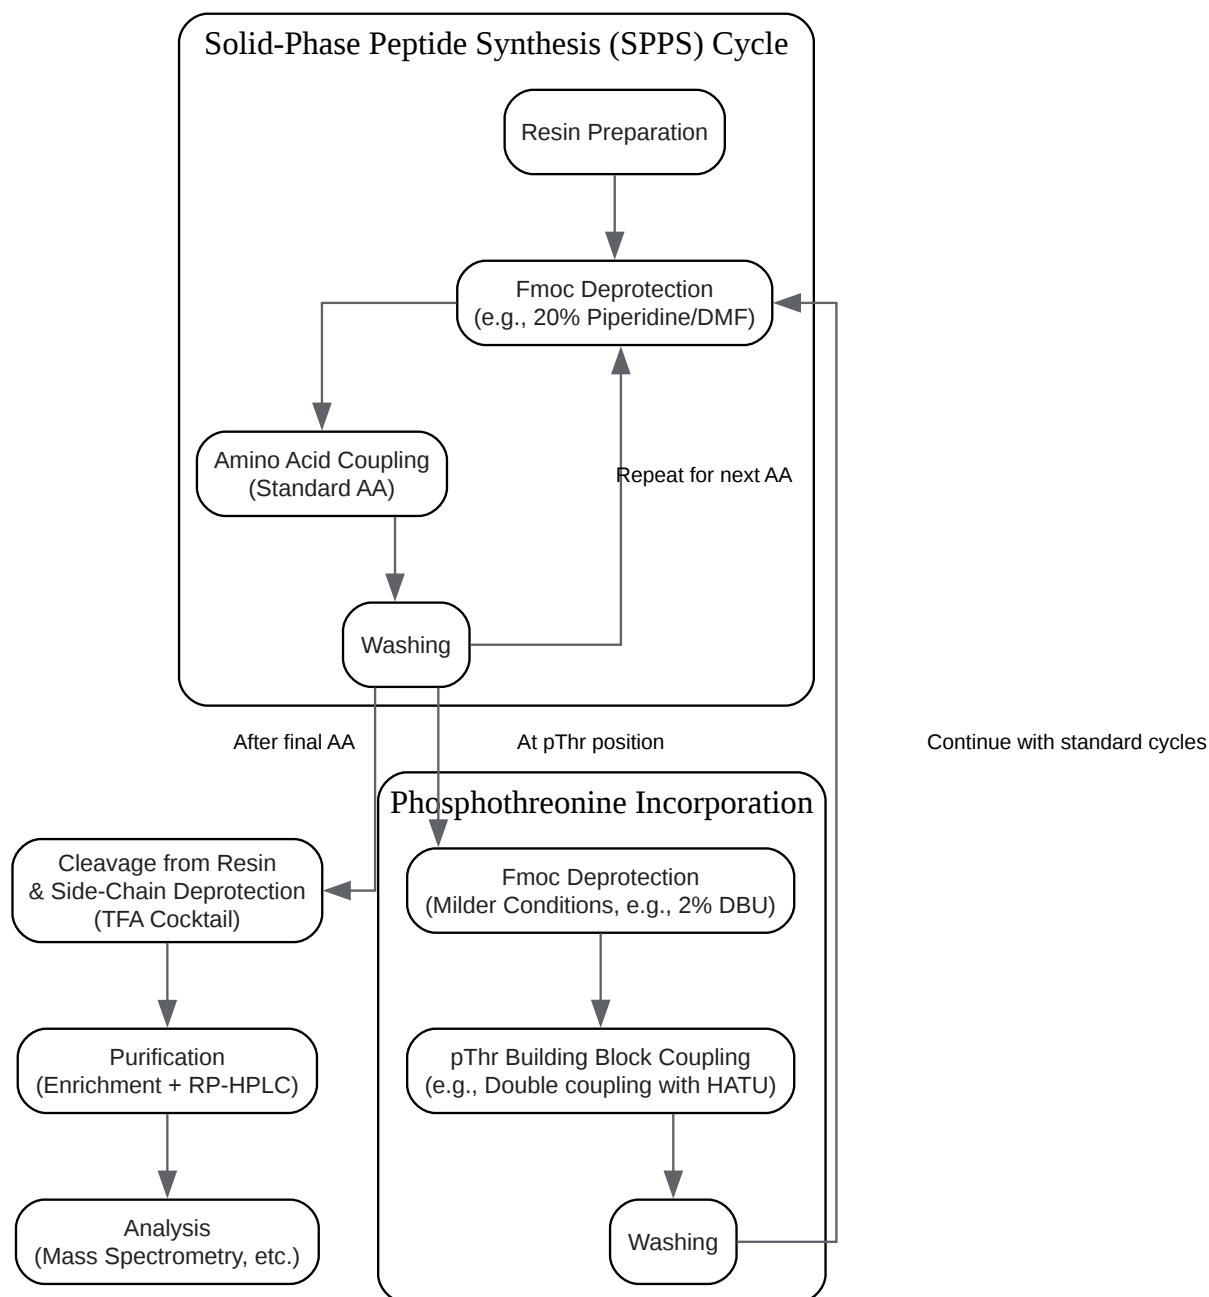 Solid-Phase Peptide Synthesis (SPPS) Cycle
Resin Preparation
Fmoc Deprotection
(e.g., 20% Piperidine/DMF)
Amino Acid Coupling
(Standard AA)
Repeat for next AA
Washing
After final AA
At pThr position
Continue with standard cycles
Phosphothreonine Incorporation
Cleavage from Resin
& Side-Chain Deprotection
(TFA Cocktail)
Fmoc Deprotection
(Milder Conditions, e.g., 2% DBU)
Purification
(Enrichment + RP-HPLC)
pThr Building Block Coupling
(e.g., Double coupling with HATU)
Analysis
(Mass Spectrometry, etc.)
Washing